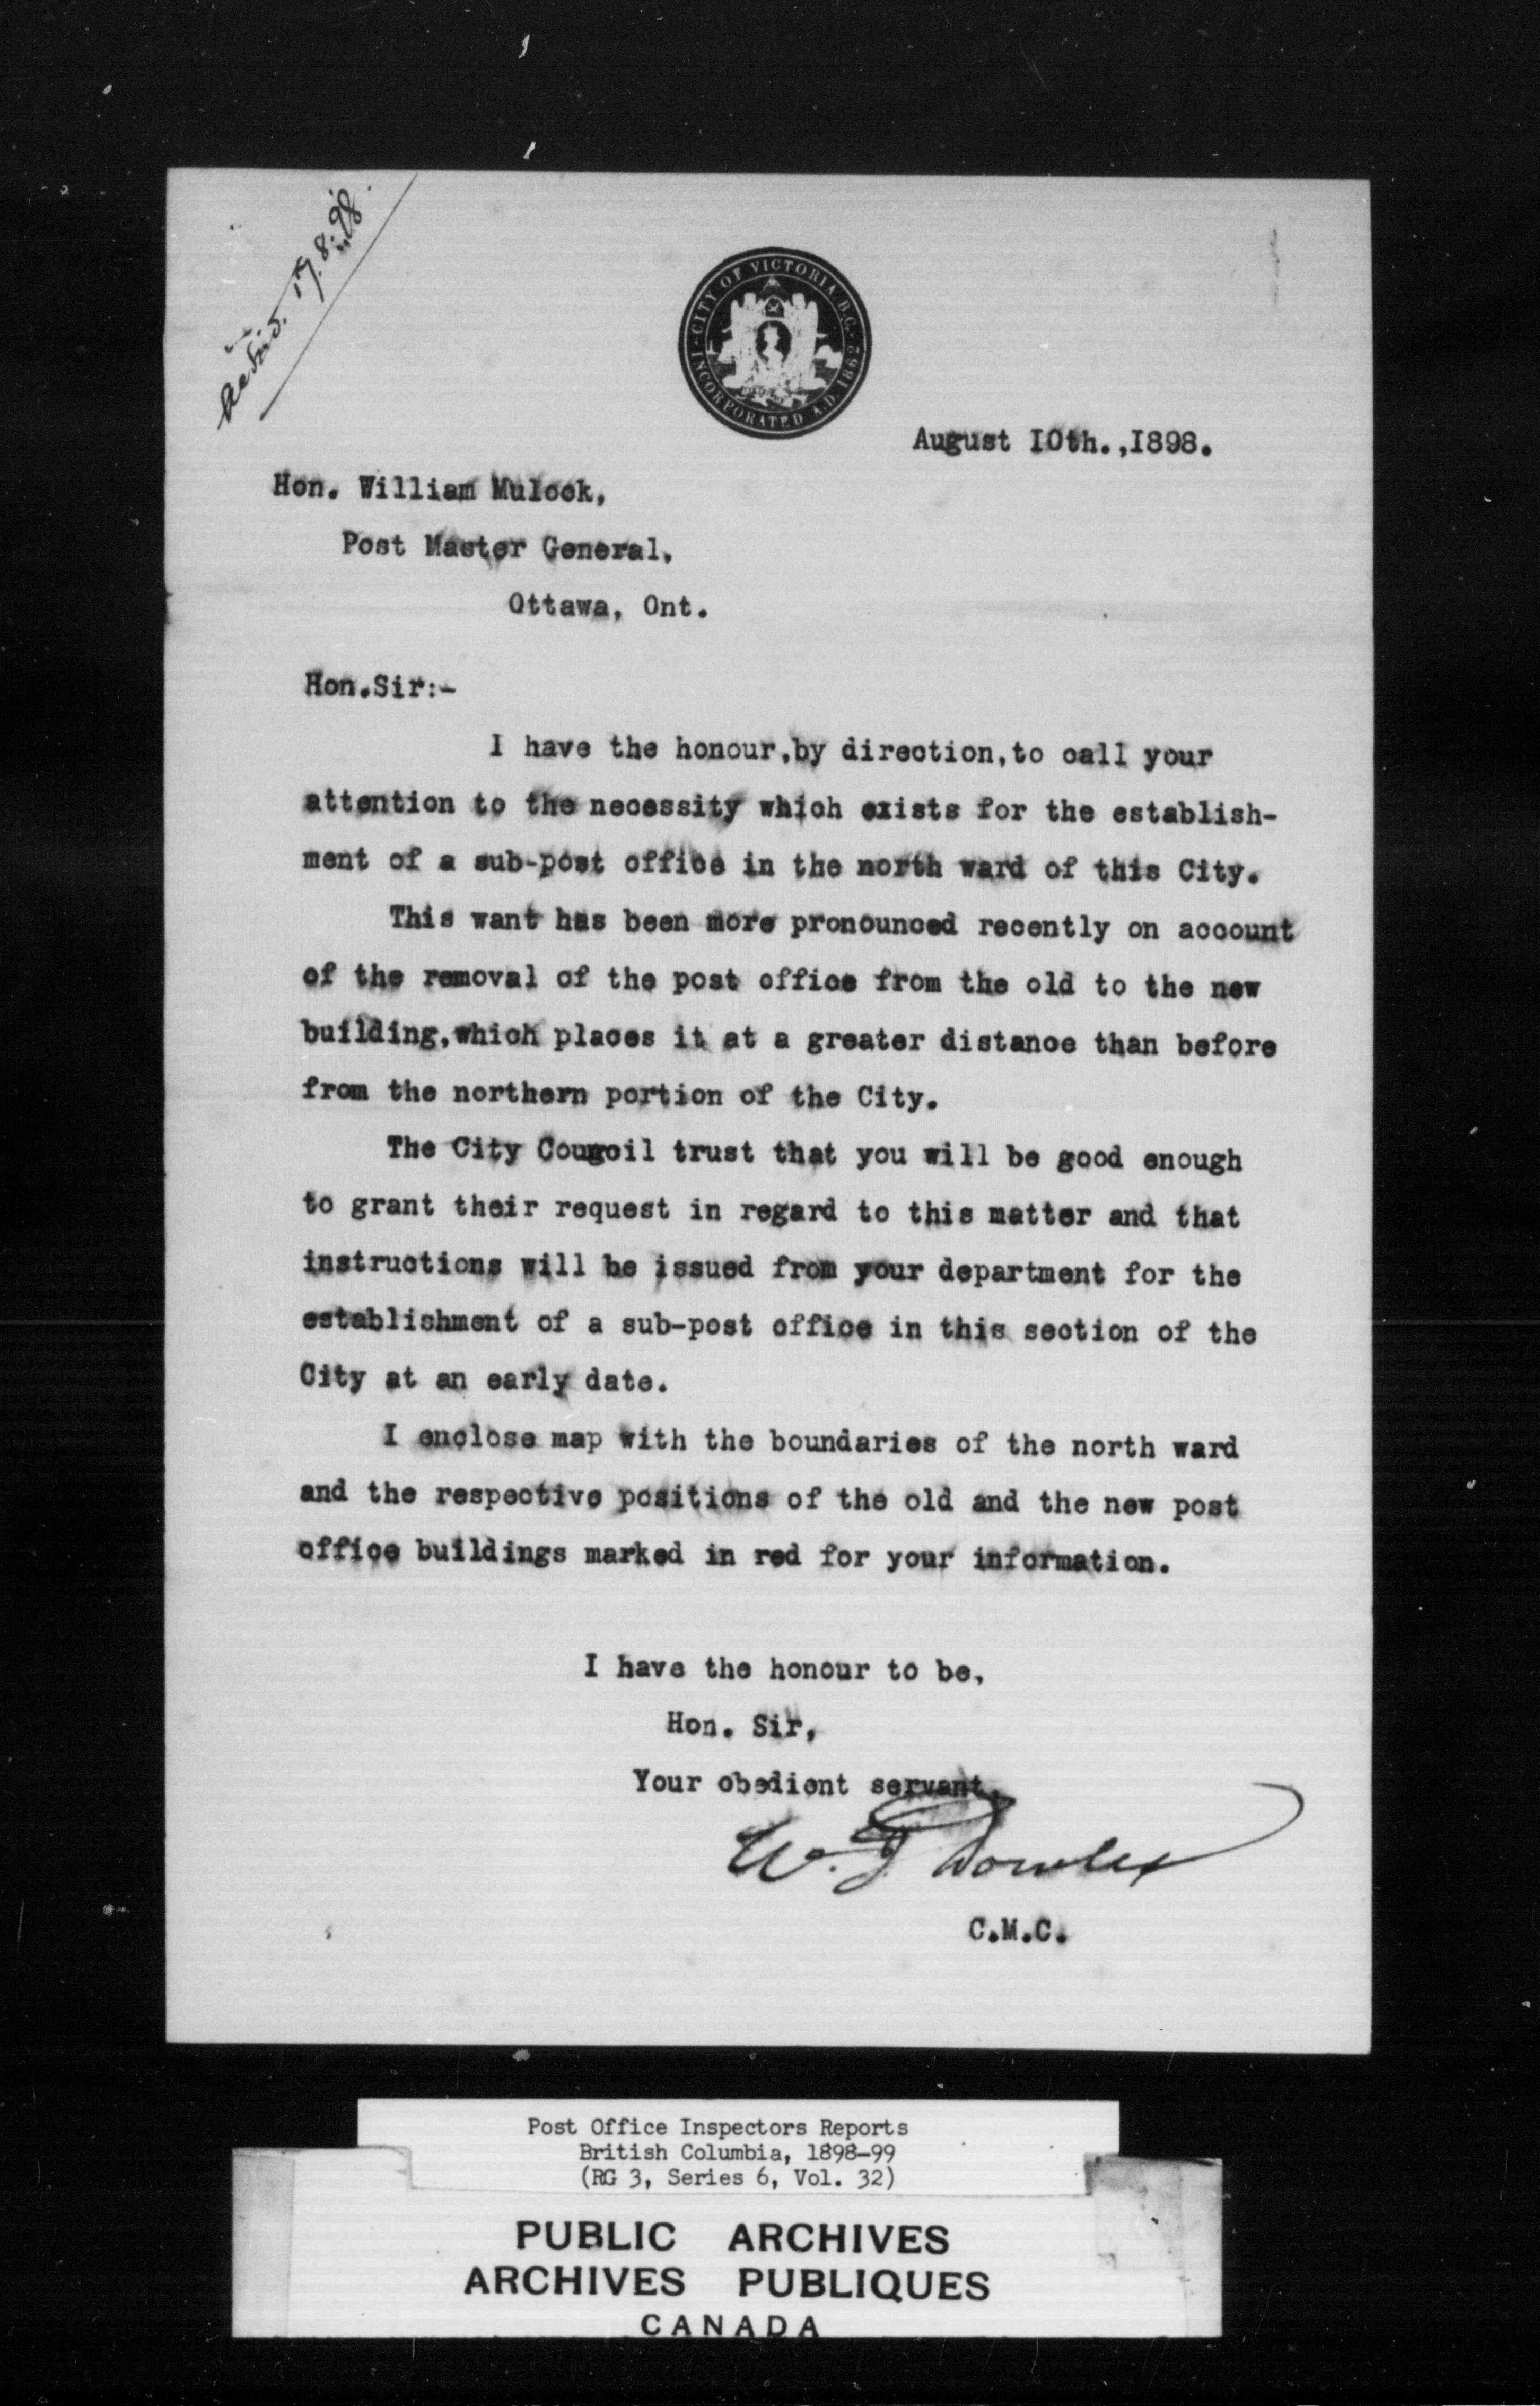 17.8.98.
CITY OF VICTORIA B.C.
INCORPORATED A.D. 1862
August IOth.,I898.
Hon. William Mulock,
Post Master General,
Ottawa, Ont.
Hon.Sir:-
I have the honour,by direction,to call your
attention to the necessity which exists for the establish-
ment of a sub-post office in the north ward of this City.
This want has been more pronounced recently on account
of the removal of the post office from the old to the new
building,which places it at a greater distance than before
from the northern portion of the City.
The City Council trust that you will be good enough
to grant their request in regard to this matter and that
instructions will be issued from your department for the
establishment of a sub-post office in this section of the
City at an early date.
I enclose map with the boundaries of the north ward
and the respective positions of the old and the new post
office buildings marked in red for your information.
I have the honour to be,
Hon. Sir,
Your obedient servant,
W. J. Dowler
C.M.C.
Post Office Inspectors Reports
British Columbia, 1898-99
(RG 3, Series 6, Vol. 32)
PUBLIC ARCHIVES
ARCHIVES PUBLIQUES
CANADA